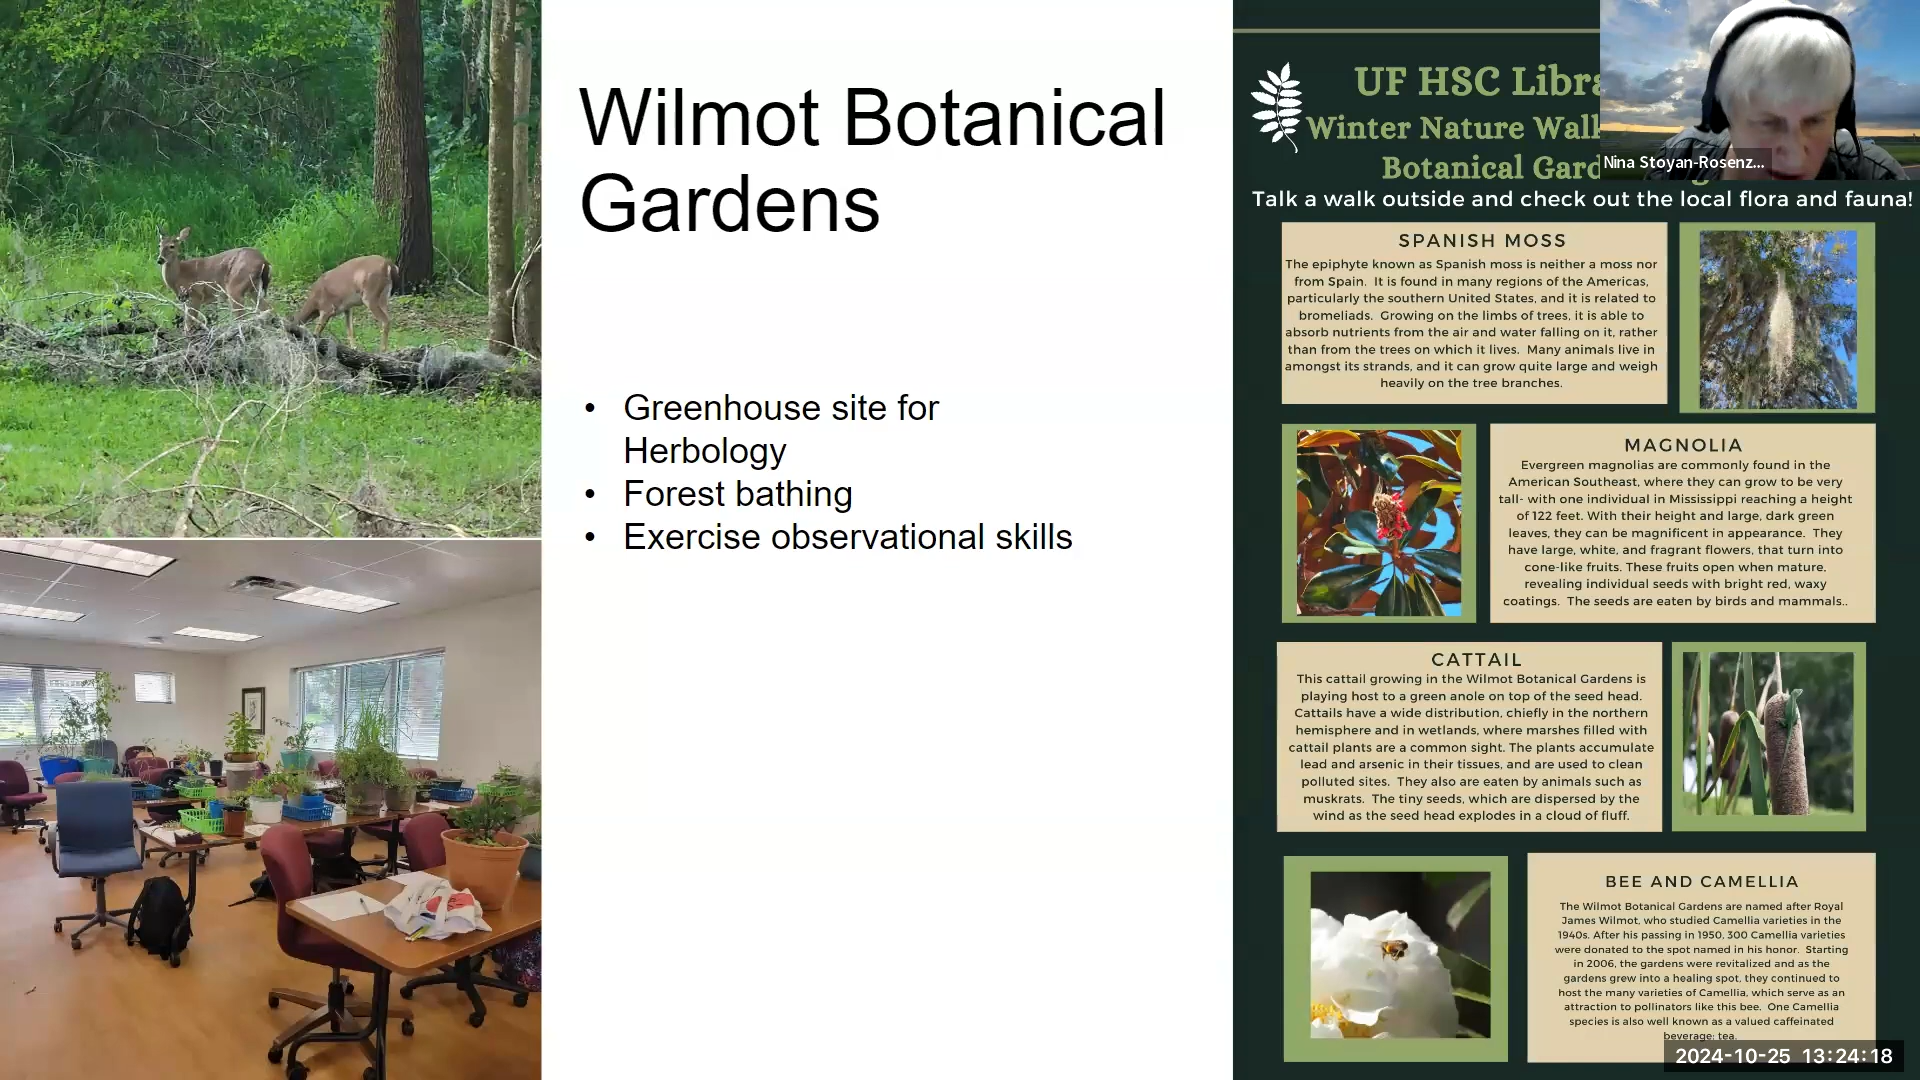 Wilmot Botanical
Gardens
• Greenhouse site for
Herbology
• Forest bathing
• Exercise observational skills
UF HSC
Winter Nature
Botanical
Talk a walk outside and check out the local flora and fauna!
Nina Stoyan-Rosenz...
SPANISH MOSS
The epiphyte known as Spanish moss is neither a moss nor
from Spain. It is found in many regions of the Americas,
particularly the southern United States, and it is related to
bromeliads. Growing on the limbs of trees, it is able to
absorb nutrients from the air and water falling on it, rather
than from the trees on which it lives. Many animals live in
amongst its strands, and it can grow quite large and weigh
heavily on the tree branches.
MAGNOLIA
Evergreen magnolias are commonly found in the
American Southeast, where they can grow to be very
tall- with one individual in Mississippi reaching a height
of 122 feet. With their height and large, dark green
leaves, they can be magnificent in appearance. They
have large, white, and fragrant flowers, that turn into
cone-like fruits. These fruits open when mature,
revealing individual seeds with bright red, waxy
coatings. The seeds are eaten by birds and mammals..
CATTAIL
This cattail growing in the Wilmot Botanical Gardens is
playing host to a green anole on top of the seed head.
Cattails have a wide distribution, chiefly in the northern
hemisphere and in wetlands, where marshes filled with
cattail plants are a common sight. The plants accumulate
lead and arsenic in their tissues, and are used to clean
polluted sites. They also are eaten by animals such as
muskrats. The tiny seeds, which are dispersed by the
wind as the seed head explodes in a cloud of fluff.
BEE AND CAMELLIA
The Wilmot Botanical Gardens are named after Royal
James Wilmot, who studied Camellia varieties in the
1940s. After his passing in 1950, 300 Camellia varieties
were donated to the spot named in his honor. Starting
in 2006, the gardens were revitalized and as the
gardens grew into a healing spot, they continued to
host the many varieties of Camellia, which serve as an
attraction to pollinators like this bee. One Camellia
species is also well known as a valued caffeinated
beverage; tea.
2024-10-25 13:24:18